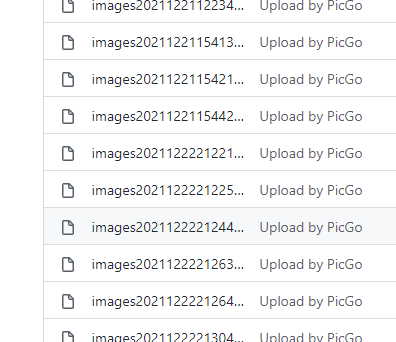 images2021122112234... Upload by PicGo
images2021122115413... Upload by PicGo
images2021122115421... Upload by PicGo
images2021122115442... Upload by PicGo
images2021122221221... Upload by PicGo
images2021122221225... Upload by PicGo
images2021122221244... Upload by PicGo
images2021122221263... Upload by PicGo
images2021122221264... Upload by PicGo
images2021122221304... Upload by PicGo